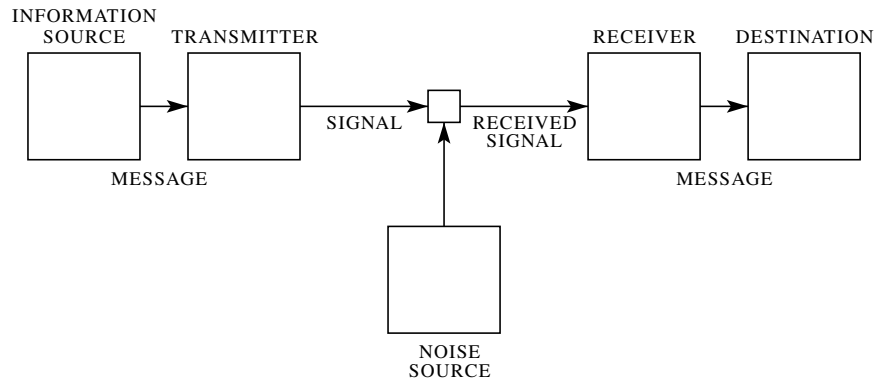 INFORMATION
SOURCE
TRANSMITTER
RECEIVER
DESTINATION
SIGNAL
RECEIVED
SIGNAL
MESSAGE
MESSAGE
NOISE
SOURCE